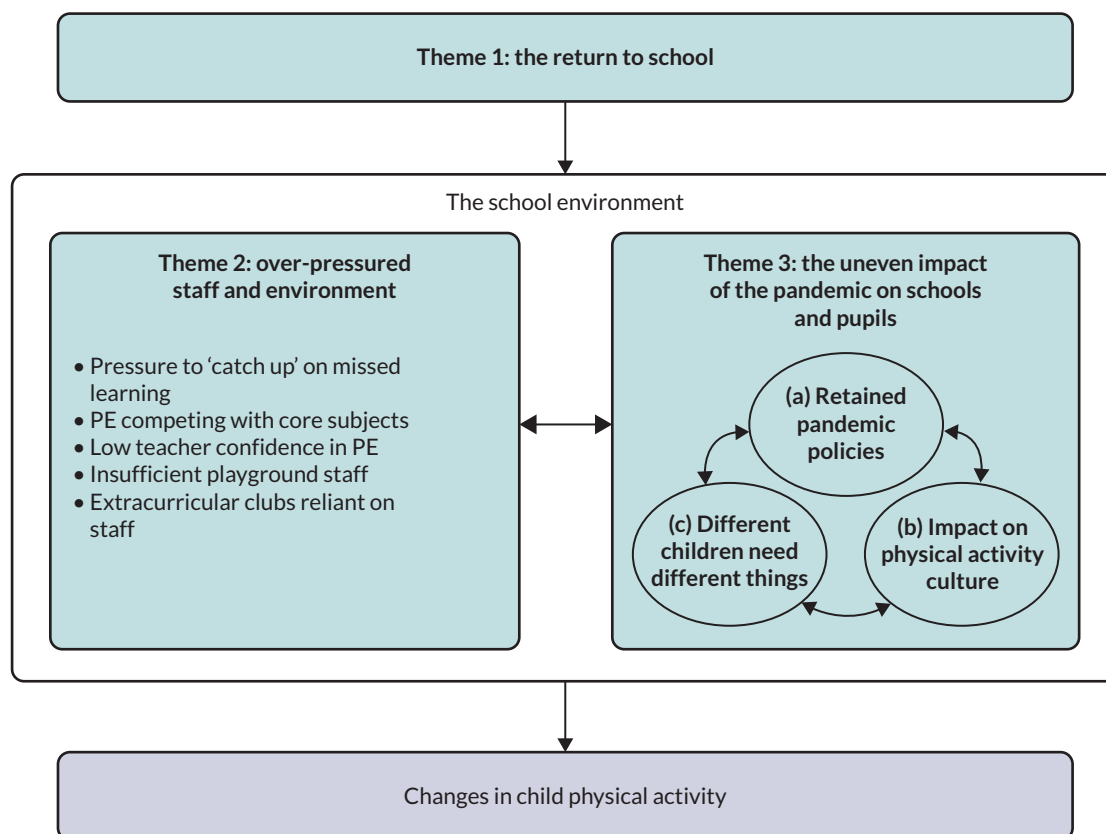 Theme 1: the return to school
The school environment
Theme 2: over-pressured
staff and environment
• Pressure to ‘catch up’ on missed
learning
• PE competing with core subjects
• Low teacher confidence in PE
• Insufficient playground staff
• Extracurricular clubs reliant on
staff
Theme 3: the uneven impact
of the pandemic on schools
and pupils
(a) Retained
pandemic
policies
(c) Different
children need
different things
(b) Impact on
physical activity
culture
Changes in child physical activity